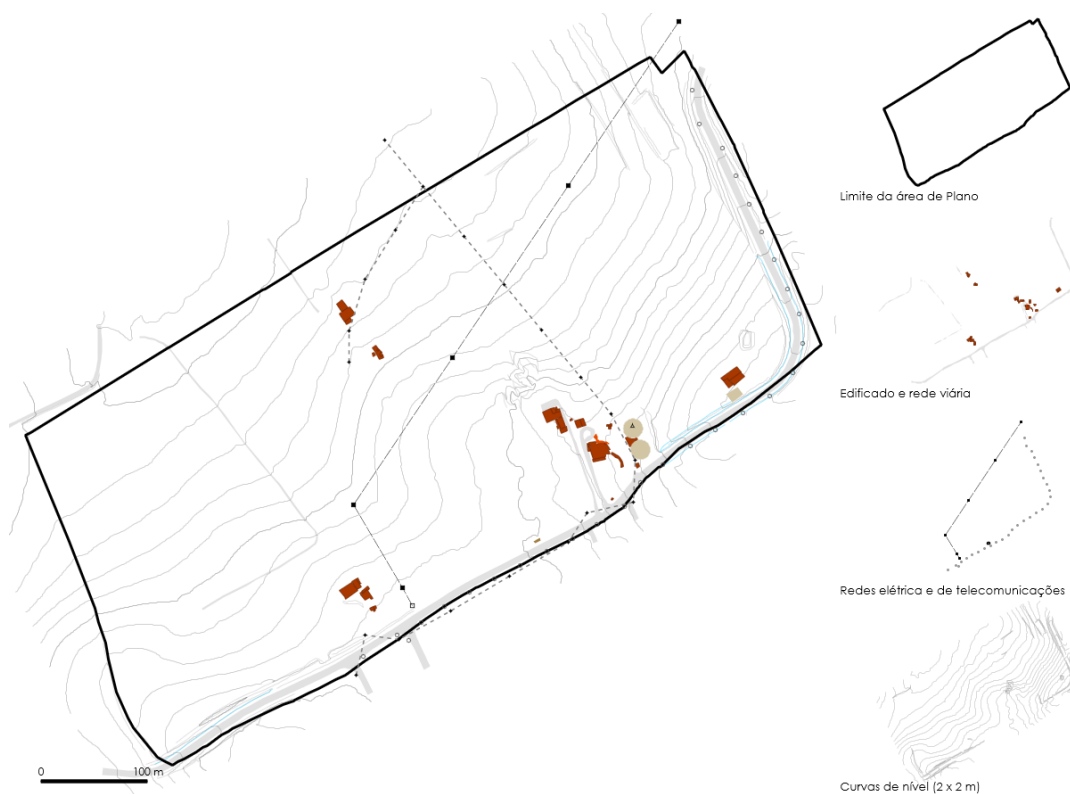 Limite da área de Plano
Edificado e rede viária
Redes elétrica e de telecomunicações
0 100 m
Curvas de nível (2 x 2 m)